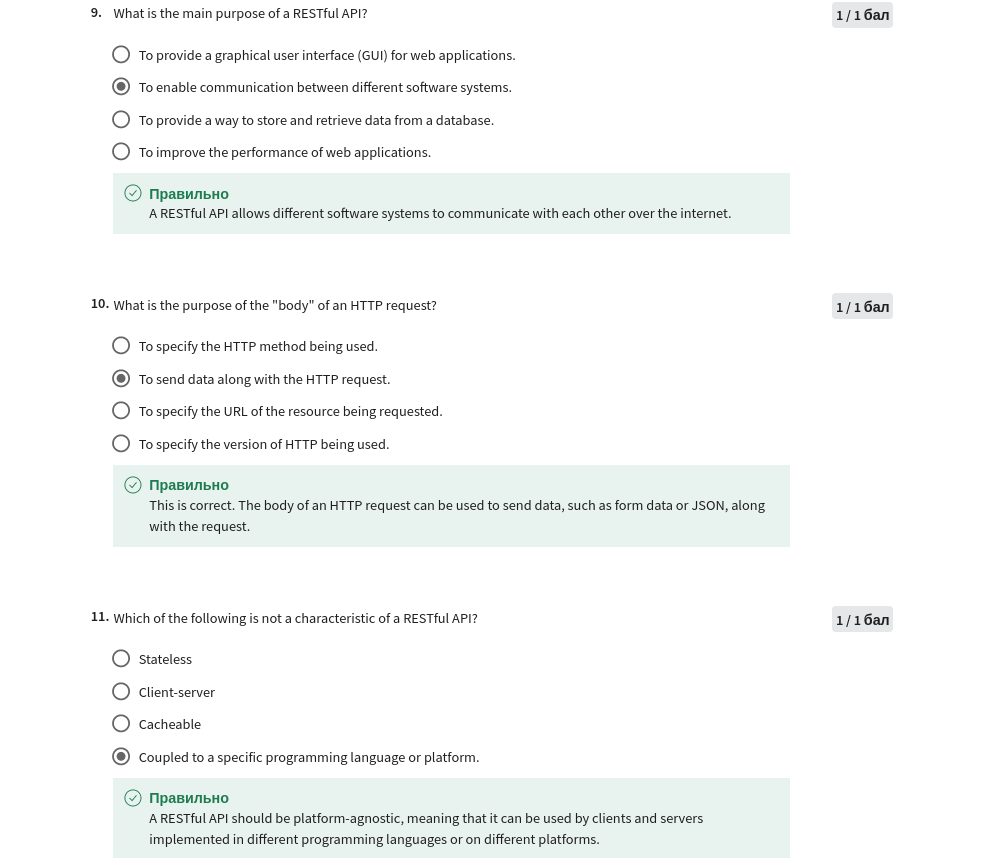 9. What is the main purpose of a RESTful API?
1 / 1 бал
To provide a graphical user interface (GUI) for web applications.
To enable communication between different software systems.
To provide a way to store and retrieve data from a database.
To improve the performance of web applications.
Правильно
A RESTful API allows different software systems to communicate with each other over the internet.
10. What is the purpose of the "body" of an HTTP request?
1 / 1 бал
To specify the HTTP method being used.
To send data along with the HTTP request.
To specify the URL of the resource being requested.
To specify the version of HTTP being used.
Правильно
This is correct. The body of an HTTP request can be used to send data, such as form data or JSON, along
with the request.
11. Which of the following is not a characteristic of a RESTful API?
1 / 1 бал
Stateless
Client-server
Cacheable
Coupled to a specific programming language or platform.
Правильно
A RESTful API should be platform-agnostic, meaning that it can be used by clients and servers
implemented in different programming languages or on different platforms.